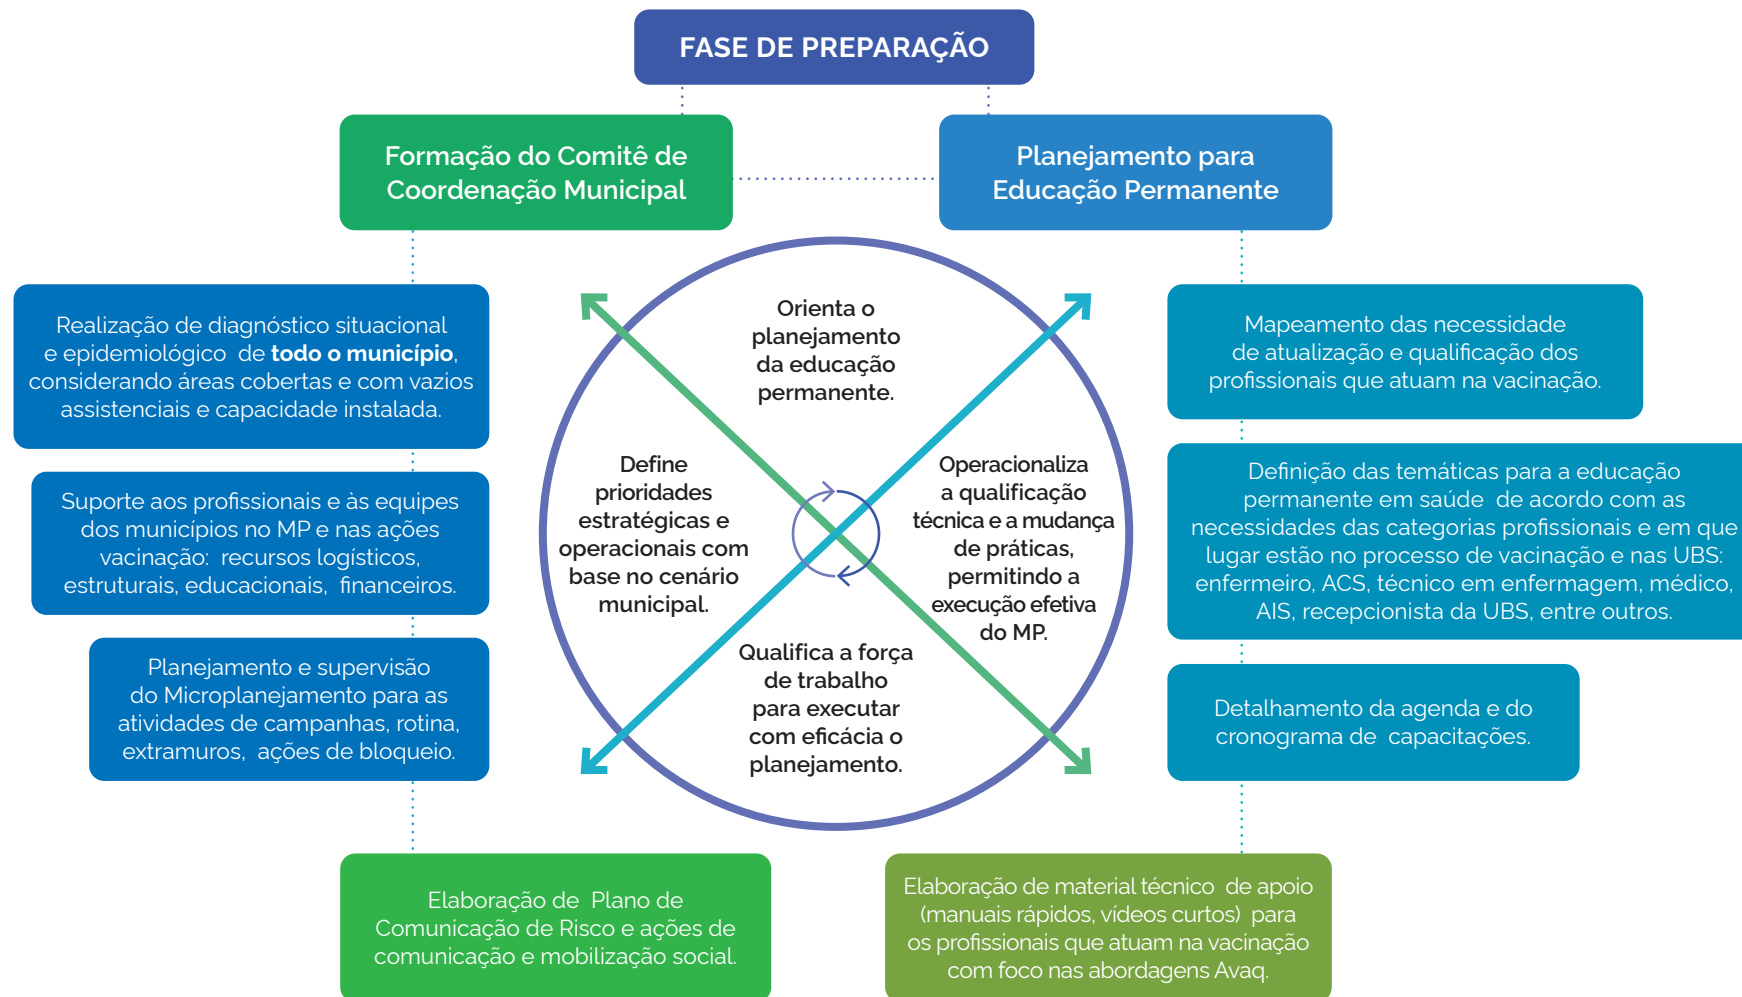 FASE DE PREPARAÇÃO
Formação do Comitê de
Coordenação Municipal
Planejamento para
Educação Permanente
Realização de diagnóstico situacional
e epidemiológico de todo o município,
considerando áreas cobertas e com vazios
assistenciais e capacidade instalada.
Suporte aos profissionais e às equipes
dos municípios no MP e nas ações
vacinação: recursos logísticos,
estruturais, educacionais, financeiros.
Planejamento e supervisão
do Microplanejamento para as
atividades de campanhas, rotina,
extramuros, ações de bloqueio.
Elaboração de Plano de
Comunicação de Risco e ações de
comunicação e mobilização social.
Orienta o
planejamento
da educação
permanente.
Define
prioridades
estratégicas e
operacionais com
base no cenário
municipal.
Operacionaliza
a qualificação
técnica e a mudança
de práticas,
permitindo a
execução efetiva
do MP.
Qualifica a força
de trabalho
para executar
com eficácia o
planejamento.
Mapeamento das necessidade
de atualização e qualificação dos
profissionais que atuam na vacinação.
Definição das temáticas para a educação
permanente em saúde de acordo com as
necessidades das categorias profissionais e em que
lugar estão no processo de vacinação e nas UBS:
enfermeiro, ACS, técnico em enfermagem, médico,
AIS, recepcionista da UBS, entre outros.
Detalhamento da agenda e do
cronograma de capacitações.
Elaboração de material técnico de apoio
(manuais rápidos, vídeos curtos) para
os profissionais que atuam na vacinação
com foco nas abordagens Avaq.